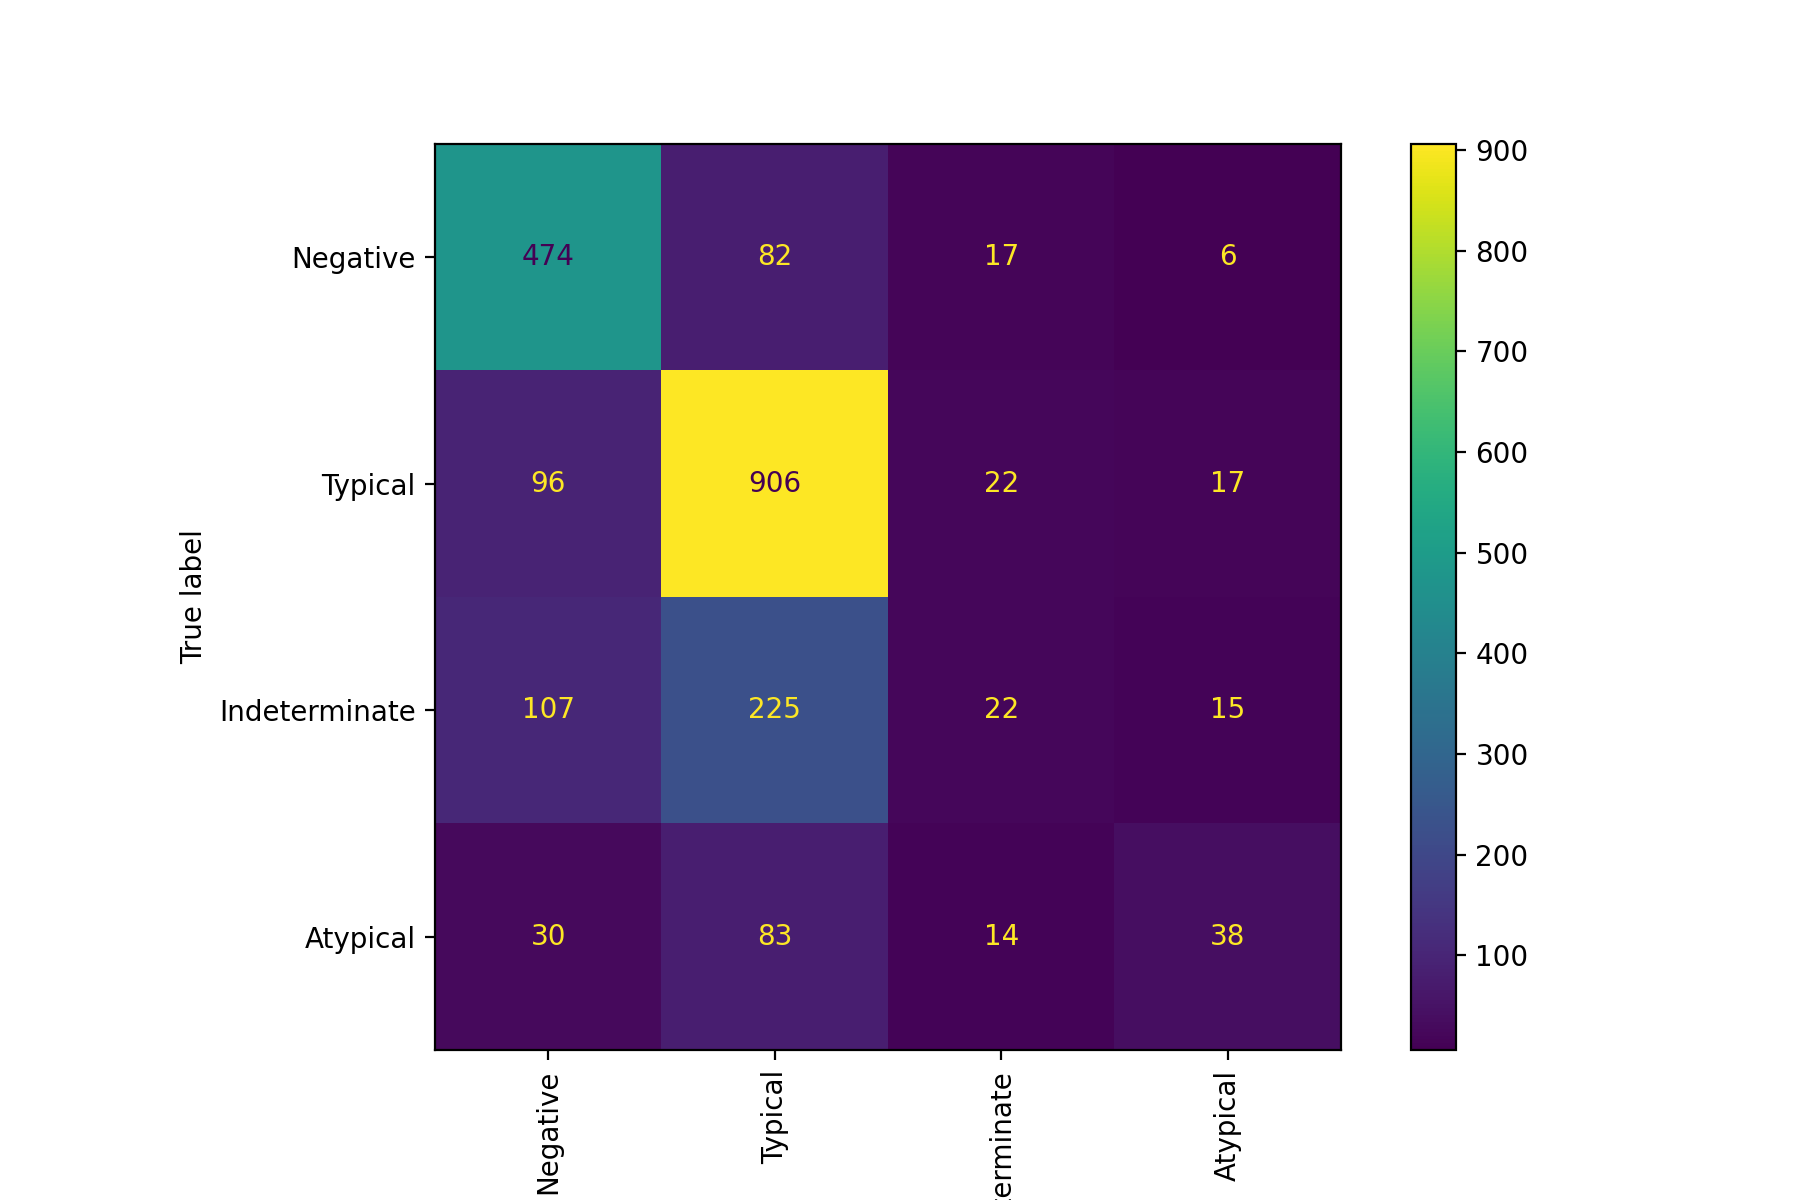 900
800
700
600
500
400
300
200
100
True label
Negative 474 82 17 6
Typical 96 906 22 17
Indeterminate 107 225 22 15
Atypical 30 83 14 38
Negative Typical erminate Atypical